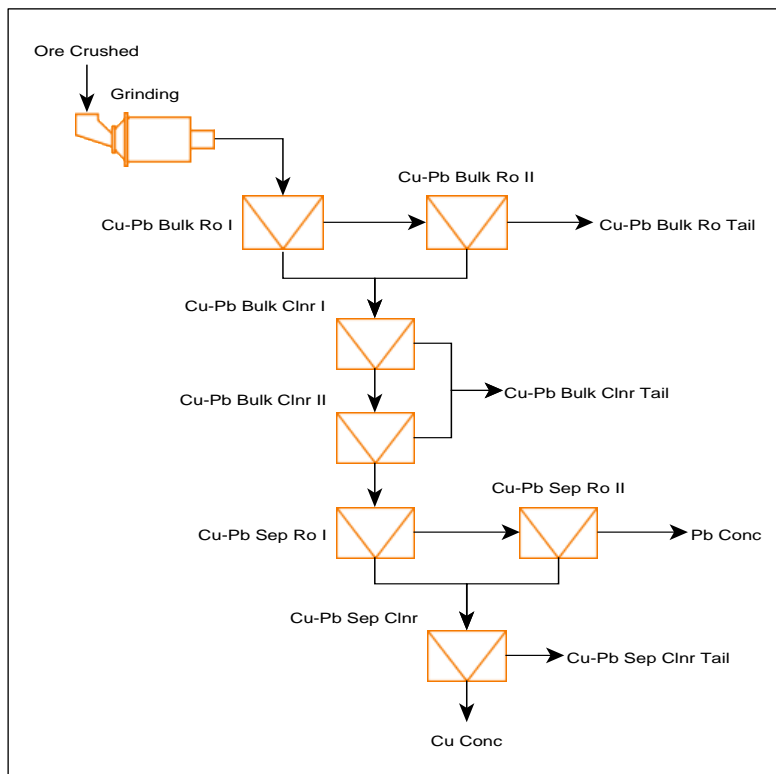 Ore Crushed
Grinding
Cu-Pb Bulk Ro II
Cu-Pb Bulk Ro I
Cu-Pb Bulk Ro Tail
Cu-Pb Bulk Clnr I
Cu-Pb Bulk Clnr II
Cu-Pb Bulk Clnr Tail
Cu-Pb Sep Ro II
Cu-Pb Sep Ro I
Pb Conc
Cu-Pb Sep Clnr
Cu-Pb Sep Clnr Tail
Cu Conc